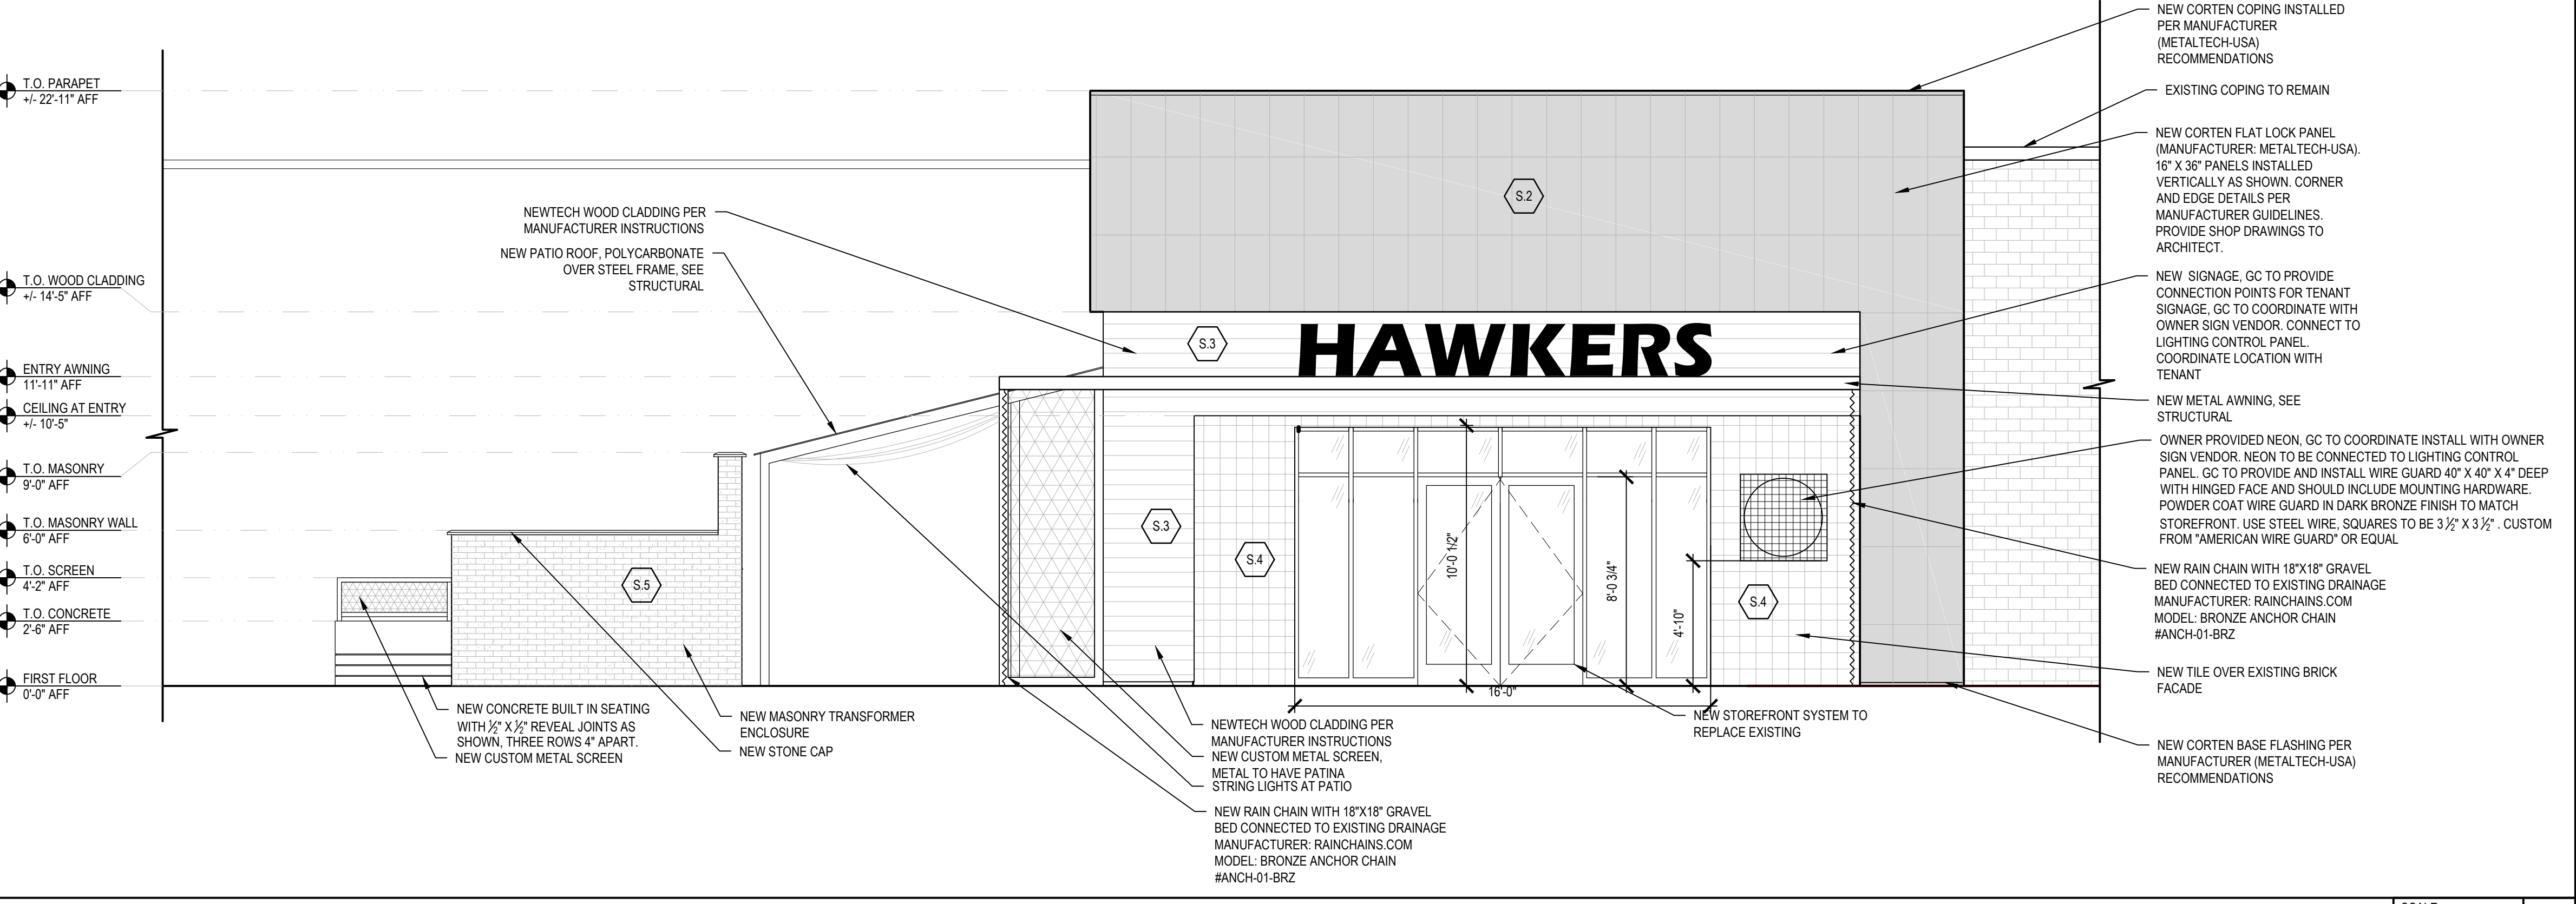 T.O. PARAPET
+/- 22'-11" AFF
T.O. WOOD CLADDING
+/- 14'-5" AFF
ENTRY AWNING
11'-11" AFF
CEILING AT ENTRY
+/- 10'-5"
T.O. MASONRY
9'-0" AFF
T.O. MASONRY WALL
6'-0" AFF
T.O. SCREEN
4'-2" AFF
T.O. CONCRETE
2'-6" AFF
FIRST FLOOR
0'-0" AFF
NEWTECH WOOD CLADDING PER
MANUFACTURER INSTRUCTIONS
NEW PATIO ROOF, POLYCARBONATE
OVER STEEL FRAME, SEE
STRUCTURAL
S.2
S.3
HAWKERS
S.3
S.4
S.5
S.4
10'-0 1/2"
8'-0 3/4"
4'-10"
16'-0"
NEW CONCRETE BUILT IN SEATING
WITH ½" X ½" REVEAL JOINTS AS
SHOWN, THREE ROWS 4" APART.
NEW CUSTOM METAL SCREEN
NEW MASONRY TRANSFORMER
ENCLOSURE
NEW STONE CAP
NEWTECH WOOD CLADDING PER
MANUFACTURER INSTRUCTIONS
NEW CUSTOM METAL SCREEN,
METAL TO HAVE PATINA
STRING LIGHTS AT PATIO
NEW RAIN CHAIN WITH 18"X18" GRAVEL
BED CONNECTED TO EXISTING DRAINAGE
MANUFACTURER: RAINCHAINS.COM
MODEL: BRONZE ANCHOR CHAIN
#ANCH-01-BRZ
NEW STOREFRONT SYSTEM TO
REPLACE EXISTING
NEW CORTEN COPING INSTALLED
PER MANUFACTURER
(METALTECH-USA)
RECOMMENDATIONS
EXISTING COPING TO REMAIN
NEW CORTEN FLAT LOCK PANEL
(MANUFACTURER: METALTECH-USA).
16" X 36" PANELS INSTALLED
VERTICALLY AS SHOWN. CORNER
AND EDGE DETAILS PER
MANUFACTURER GUIDELINES.
PROVIDE SHOP DRAWINGS TO
ARCHITECT.
NEW SIGNAGE, GC TO PROVIDE
CONNECTION POINTS FOR TENANT
SIGNAGE, GC TO COORDINATE WITH
OWNER SIGN VENDOR. CONNECT TO
LIGHTING CONTROL PANEL.
COORDINATE LOCATION WITH
TENANT
NEW METAL AWNING, SEE
STRUCTURAL
OWNER PROVIDED NEON, GC TO COORDINATE INSTALL WITH OWNER
SIGN VENDOR. NEON TO BE CONNECTED TO LIGHTING CONTROL
PANEL. GC TO PROVIDE AND INSTALL WIRE GUARD 40" X 40" X 4" DEEP
WITH HINGED FACE AND SHOULD INCLUDE MOUNTING HARDWARE.
POWDER COAT WIRE GUARD IN DARK BRONZE FINISH TO MATCH
STOREFRONT. USE STEEL WIRE, SQUARES TO BE 3 ½" X 3 ½" . CUSTOM
FROM "AMERICAN WIRE GUARD" OR EQUAL
NEW RAIN CHAIN WITH 18"X18" GRAVEL
BED CONNECTED TO EXISTING DRAINAGE
MANUFACTURER: RAINCHAINS.COM
MODEL: BRONZE ANCHOR CHAIN
#ANCH-01-BRZ
NEW TILE OVER EXISTING BRICK
FACADE
NEW CORTEN BASE FLASHING PER
MANUFACTURER (METALTECH-USA)
RECOMMENDATIONS